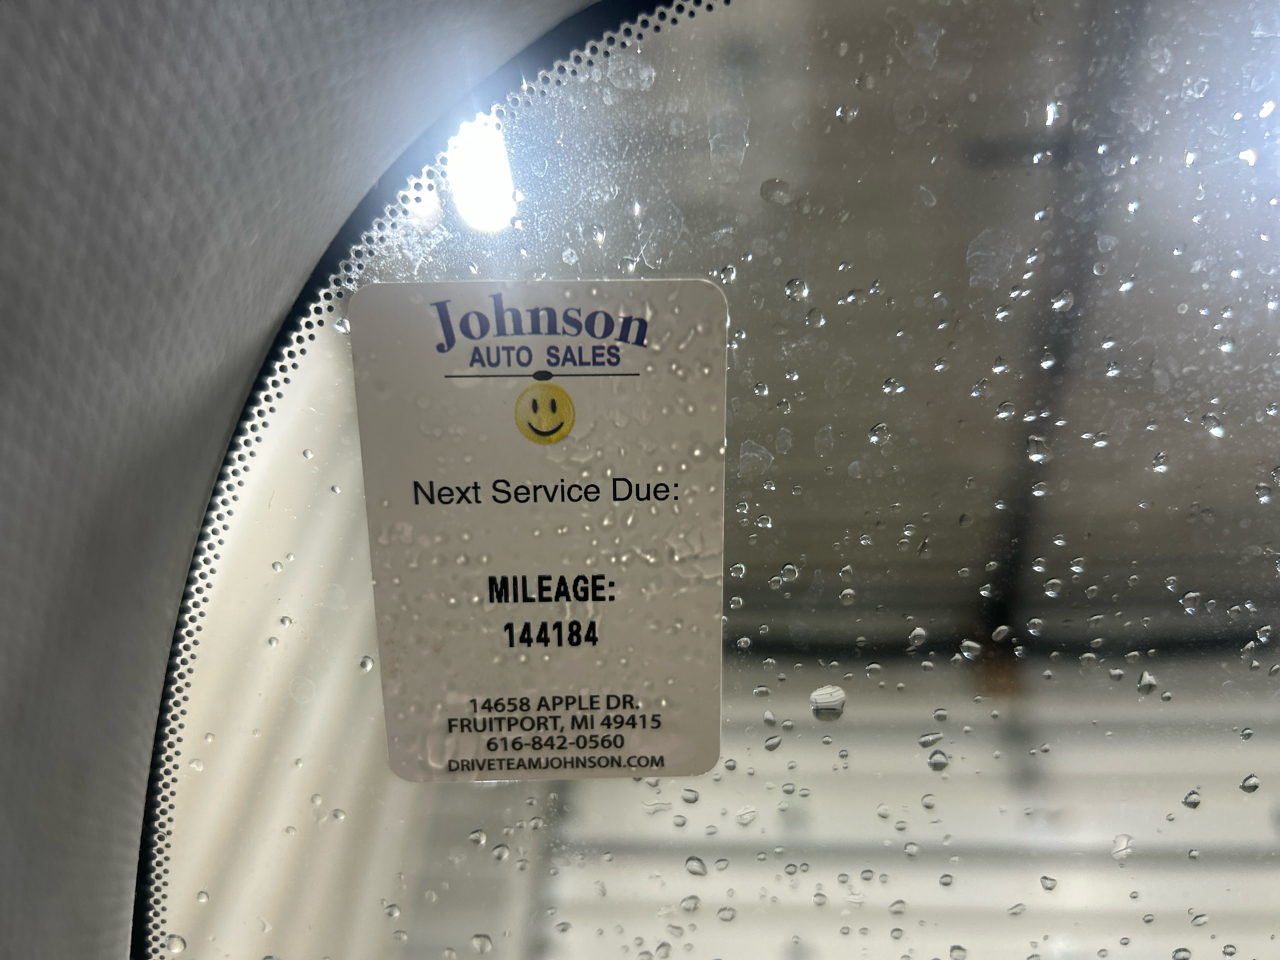 Johnson
AUTO SALES
Next Service Due:
MILEAGE:
144184
14658 APPLE DR.
FRUITPORT, MI 49415
616-842-0560
DRIVETEAMJOHNSON.COM